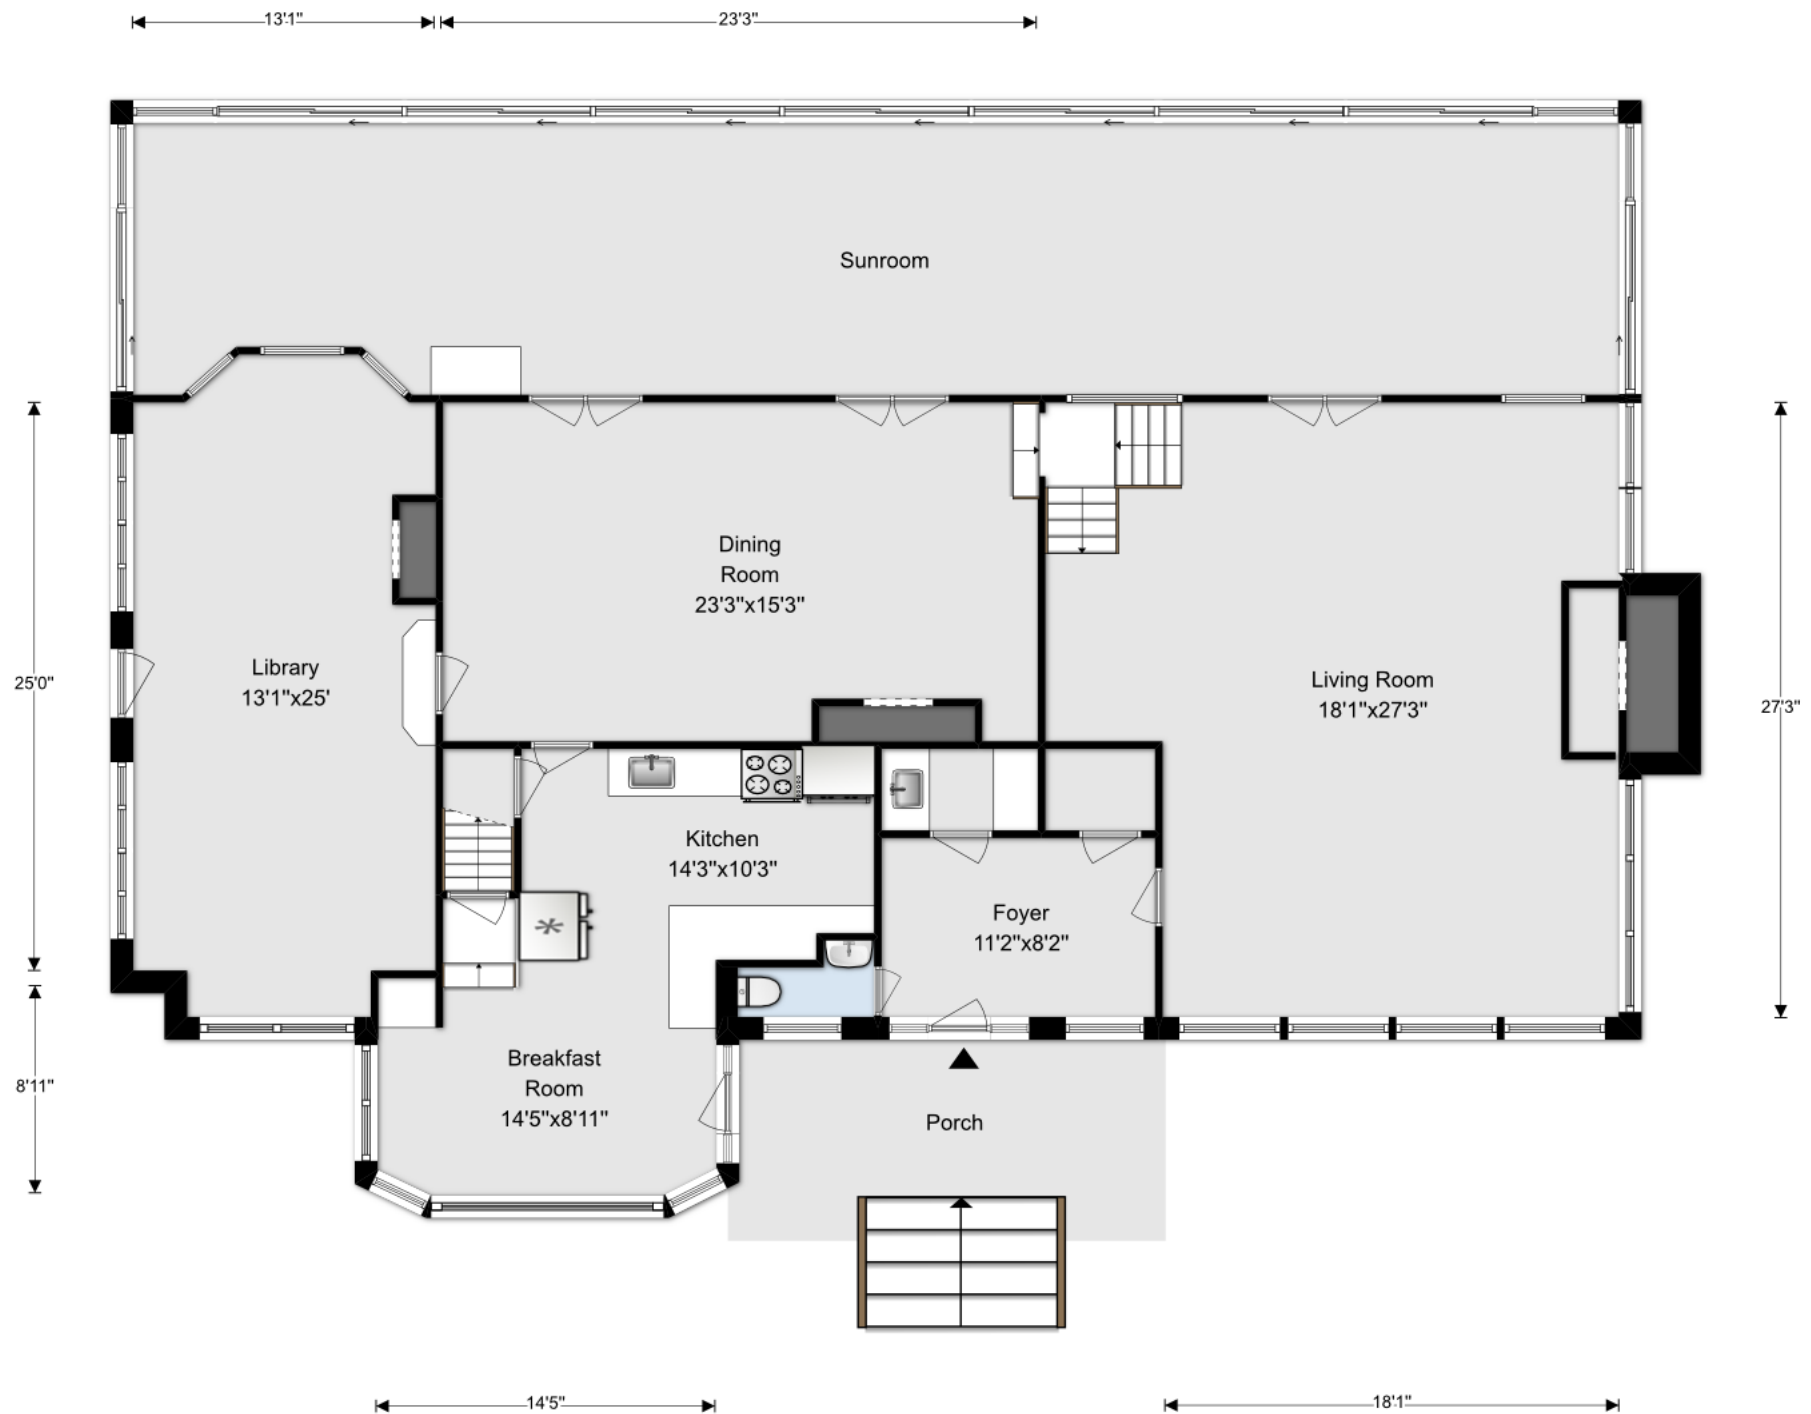 13'1"
23'3"
Sunroom
Dining
Room
23'3"x15'3"
Library
13'1"x25'
25'0"
Living Room
18'1"x27'3"
27'3"
Kitchen
14'3"x10'3"
Foyer
11'2"x8'2"
Breakfast
Room
14'5"x8'11"
8'11"
Porch
14'5"
18'1"